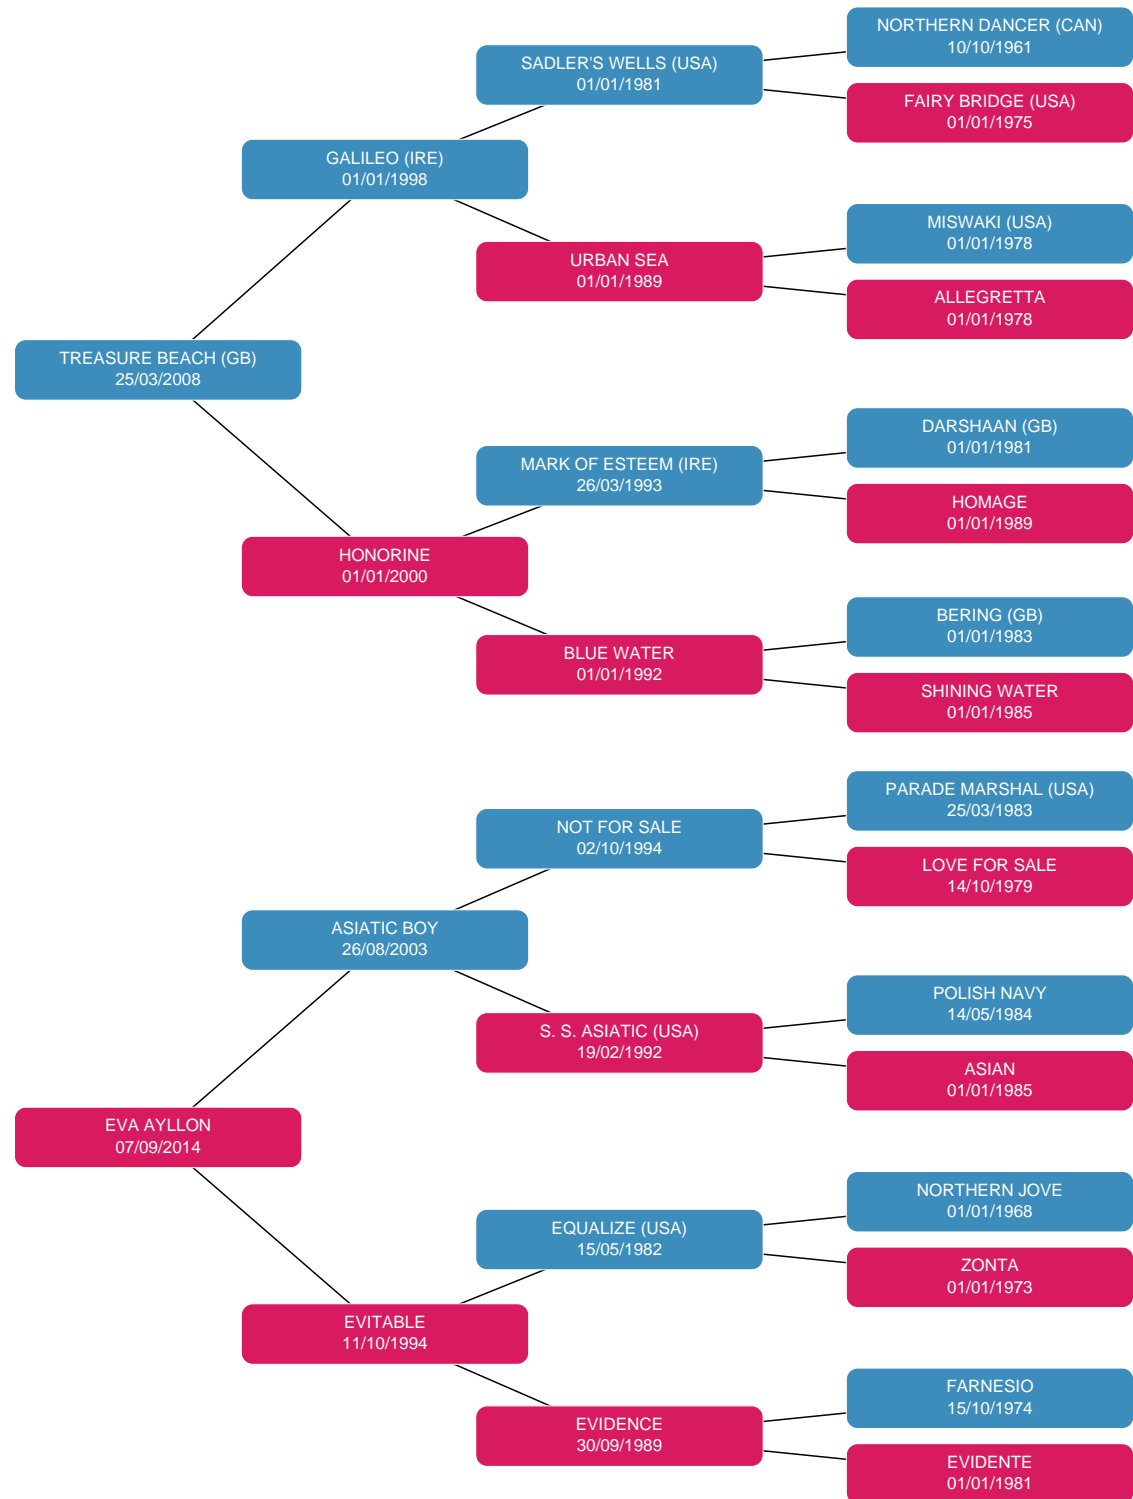 NORTHERN DANCER (CAN)
10/10/1961
SADLER'S WELLS (USA)
01/01/1981
FAIRY BRIDGE (USA)
01/01/1975
GALILEO (IRE)
01/01/1998
MISWAKI (USA)
01/01/1978
URBAN SEA
01/01/1989
ALLEGRETTA
01/01/1978
TREASURE BEACH (GB)
25/03/2008
DARSHAAN (GB)
01/01/1981
MARK OF ESTEEM (IRE)
26/03/1993
HOMAGE
01/01/1989
HONORINE
01/01/2000
BERING (GB)
01/01/1983
BLUE WATER
01/01/1992
SHINING WATER
01/01/1985
PARADE MARSHAL (USA)
25/03/1983
NOT FOR SALE
02/10/1994
LOVE FOR SALE
14/10/1979
ASIATIC BOY
26/08/2003
POLISH NAVY
14/05/1984
S. S. ASIATIC (USA)
19/02/1992
ASIAN
01/01/1985
EVA AYLLON
07/09/2014
NORTHERN JOVE
01/01/1968
EQUALIZE (USA)
15/05/1982
ZONTA
01/01/1973
EVITABLE
11/10/1994
FARNESIO
15/10/1974
EVIDENCE
30/09/1989
EVIDENTE
01/01/1981